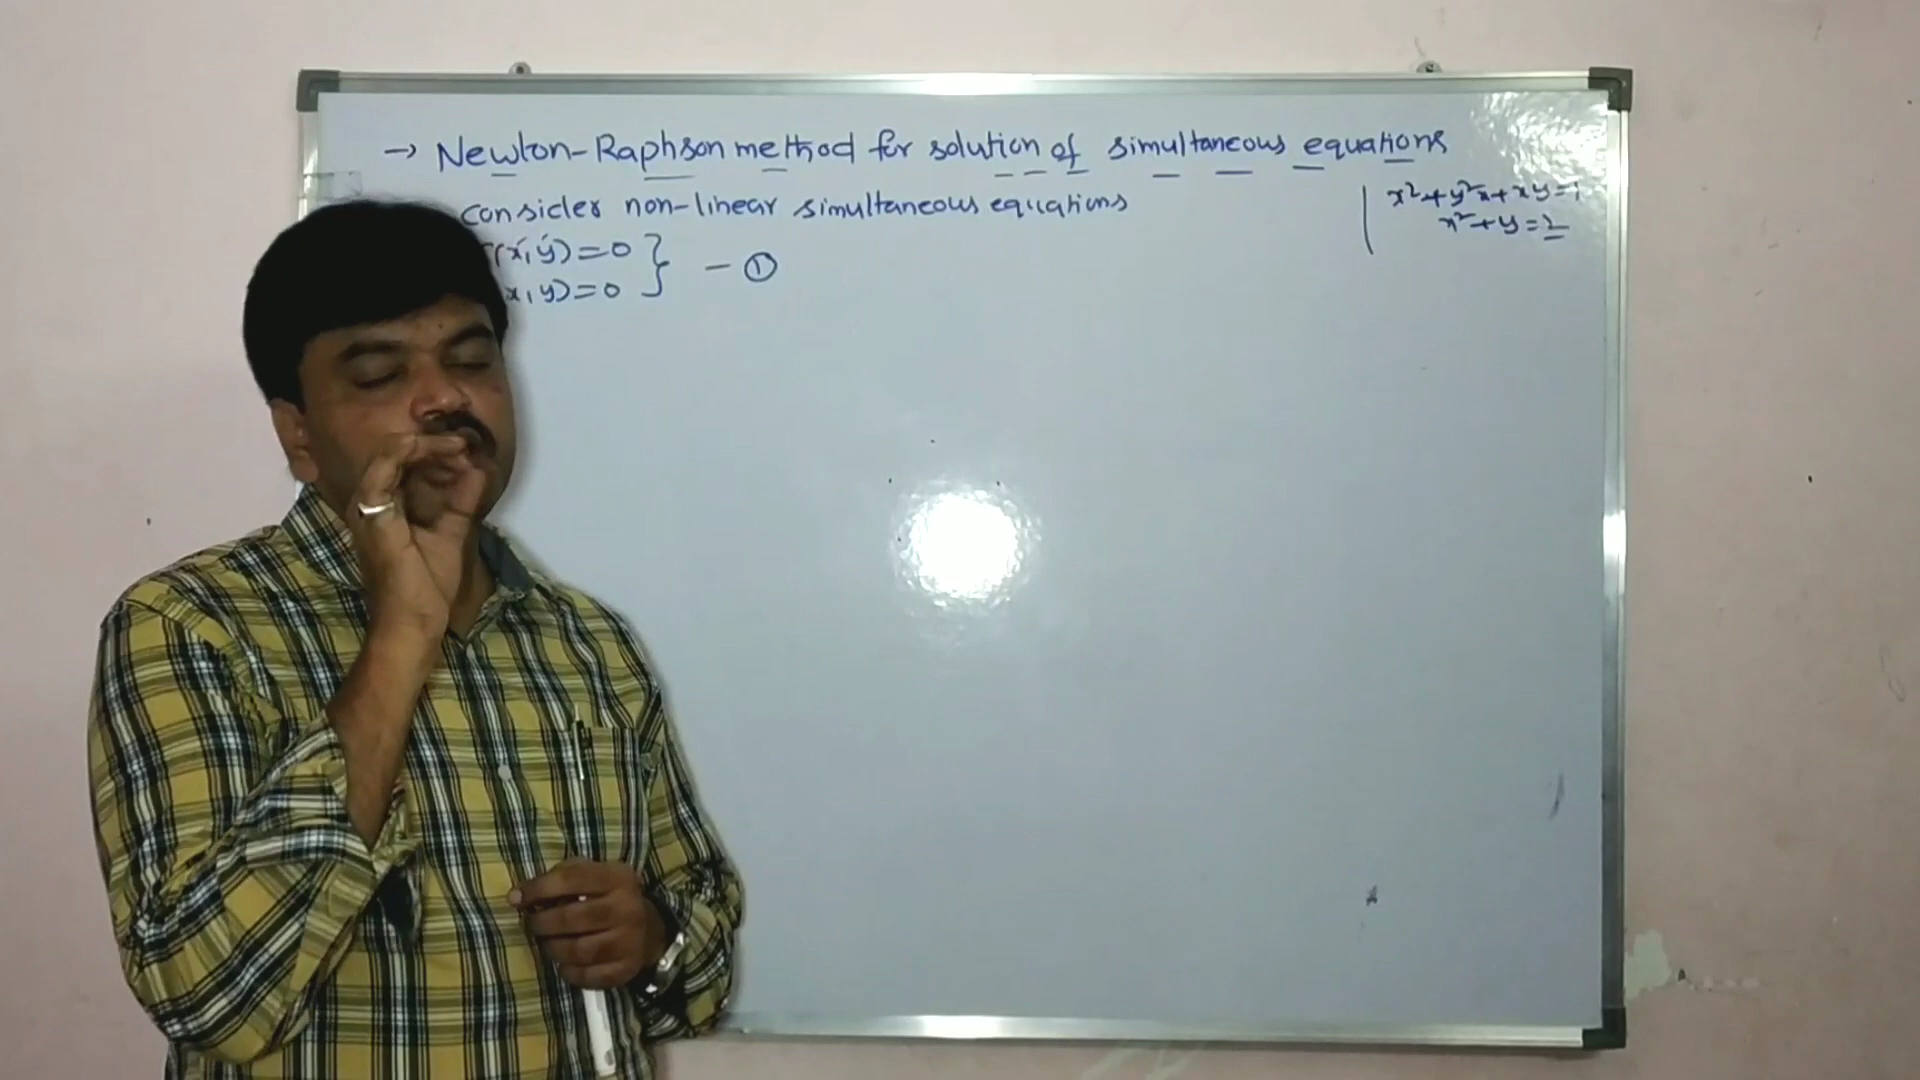 → Newton-Raphson method for solution of simultaneous equations
consider non-linear simultaneous equations
(x, y) = 0 } - ①
x, y) = 0
x² + y²x + xy = 1
x² + y = 2